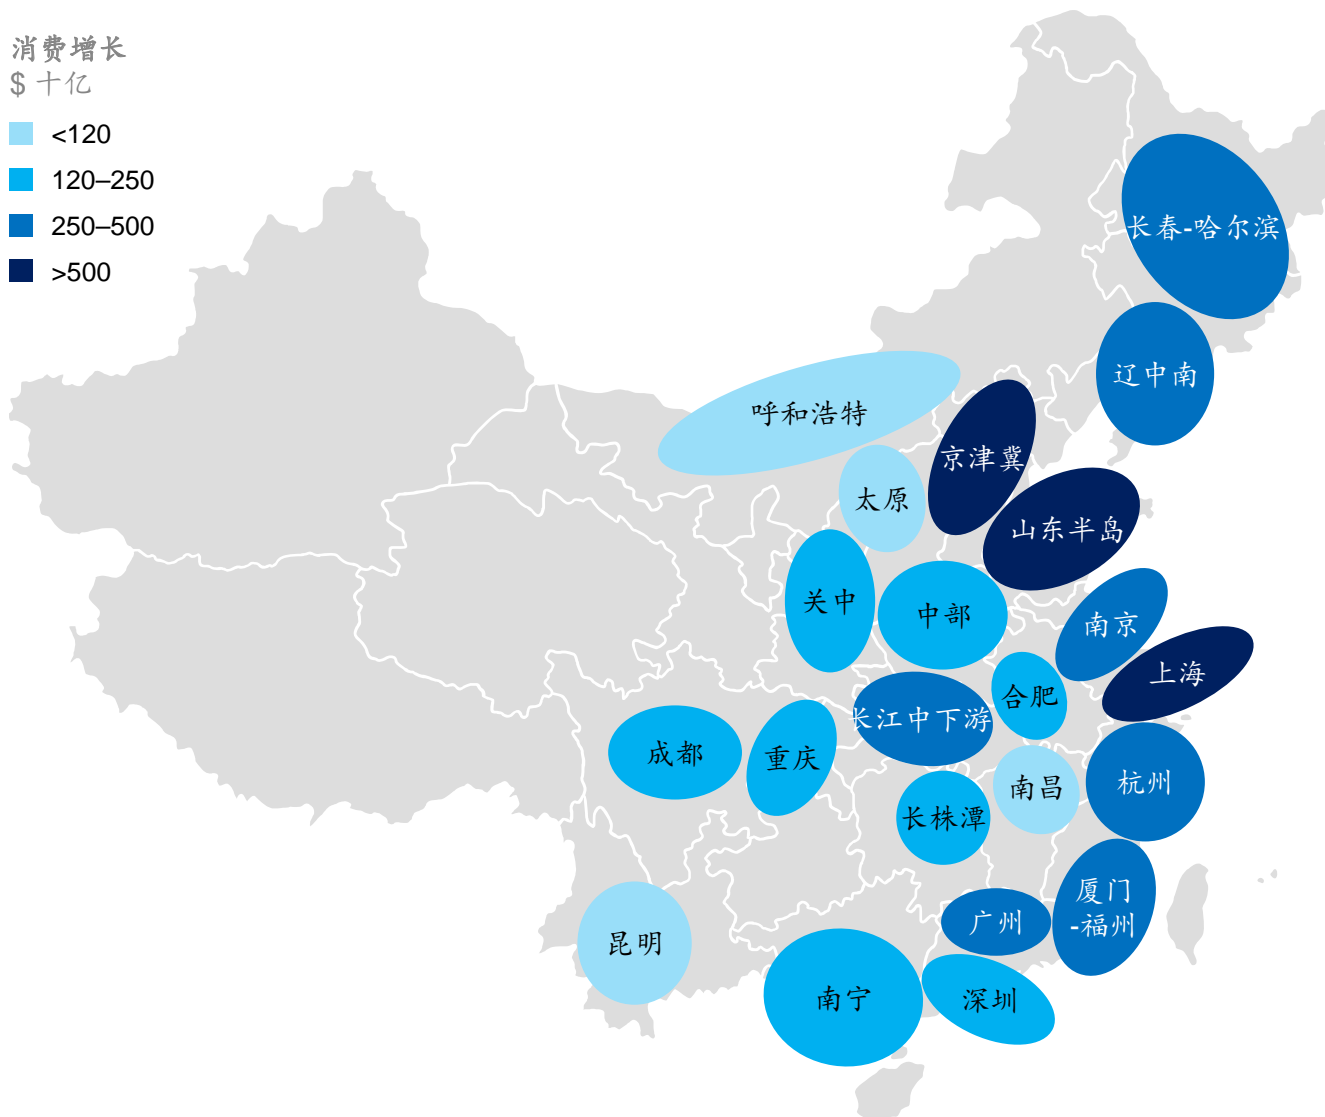 消费增长
$ 十亿
<120
120–250
250–500
>500
长春-哈尔滨
辽中南
呼和浩特
京津冀
太原
山东半岛
关中
中部
南京
上海
合肥
长江中下游
成都
重庆
南昌
杭州
长株潭
厦门
-福州
广州
昆明
南宁
深圳